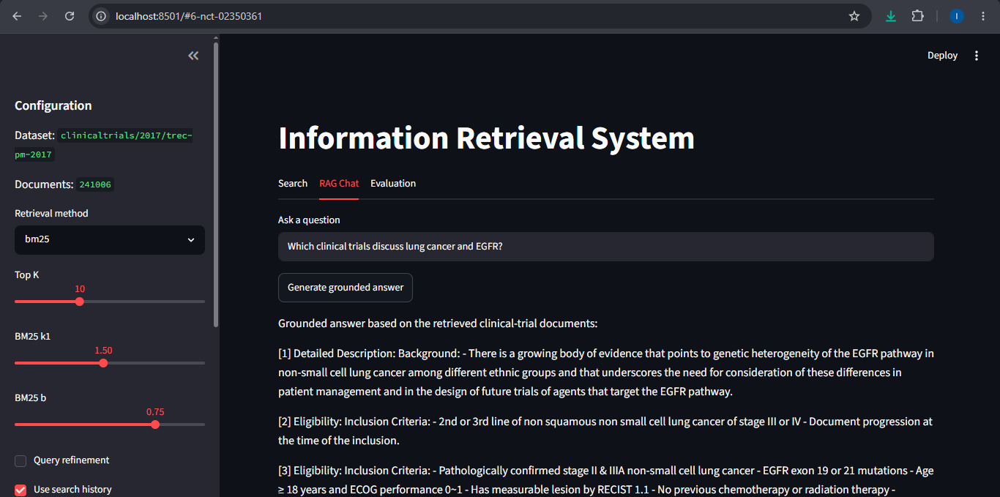 localhost:8501/#6-nct-02350361
I
Deploy
Configuration
Dataset: clinicaltrials/2017/trec-
pm-2017
Documents: 241006
Retrieval method
bm25
Top K
10
BM25 k1
1.50
BM25 b
0.75
Query refinement
Use search history
Information Retrieval System
Search RAG Chat Evaluation
Ask a question
Which clinical trials discuss lung cancer and EGFR?
Generate grounded answer
Grounded answer based on the retrieved clinical-trial documents:
[1] Detailed Description: Background: - There is a growing body of evidence that points to genetic heterogeneity of the EGFR pathway in
non-small cell lung cancer among different ethnic groups and that underscores the need for consideration of these differences in
patient management and in the design of future trials of agents that target the EGFR pathway.
[2] Eligibility: Inclusion Criteria: - 2nd or 3rd line of non squamous non small cell lung cancer of stage III or IV - Document progression at
the time of the inclusion.
[3] Eligibility: Inclusion Criteria: - Pathologically confirmed stage II & IIIA non-small cell lung cancer - EGFR exon 19 or 21 mutations - Age
≥ 18 years and ECOG performance 0~1 - Has measurable lesion by RECIST 1.1 - No previous chemotherapy or radiation therapy -